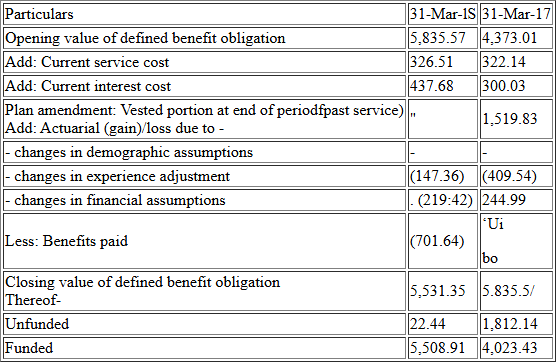 Particulars 31-Mar-lS 31-Mar-17
Opening value of defined benefit obligation 5,835.57 4,373.01
Add: Current service cost 326.51 322.14
Add: Current interest cost 437.68 300.03
Plan amendment: Vested portion at end of periodfpast service)
Add: Actuarial (gain)/loss due to - " 1,519.83
- changes in demographic assumptions - -
- changes in experience adjustment (147.36) (409.54)
- changes in financial assumptions . (219:42) 244.99
Less: Benefits paid (701.64) ‘Ui
bo
Closing value of defined benefit obligation 5,531.35 5.835.5/
Thereof-
Unfunded 22.44 1,812.14
Funded 5,508.91 4,023.43